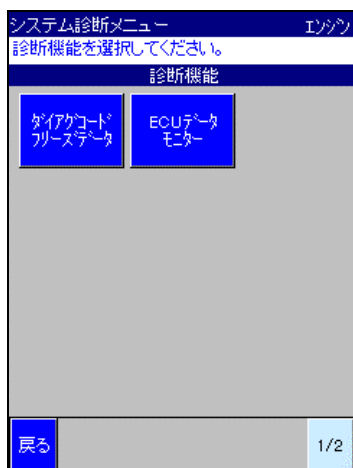 システム診断メニュー エンジン
診断機能を選択してください。
診断機能
ダイアグコード ECUデータ
フリーズデータ モニター
戻る 1/2